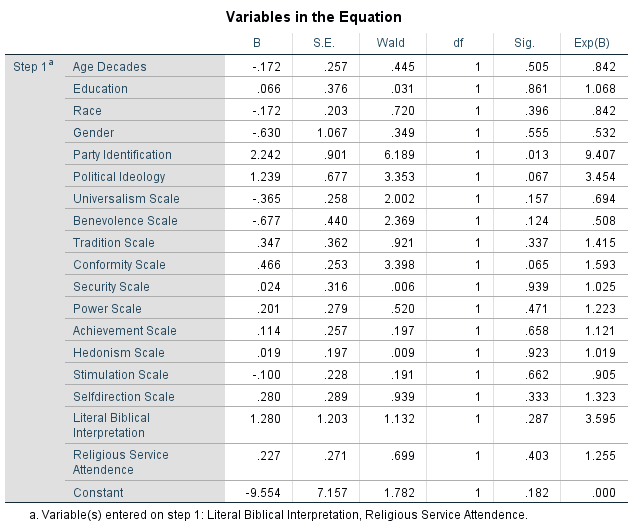 Variables in the Equation
B S.E. Wald df Sig. Exp(B)
Step 1a Age Decades -.172 .257 .445 1 .505 .842
Education .066 .376 .031 1 .861 1.068
Race -.172 .203 .720 1 .396 .842
Gender -.630 1.067 .349 1 .555 .532
Party Identification 2.242 .901 6.189 1 .013 9.407
Political Ideology 1.239 .677 3.353 1 .067 3.454
Universalism Scale -.365 .258 2.002 1 .157 .694
Benevolence Scale -.677 .440 2.369 1 .124 .508
Tradition Scale .347 .362 .921 1 .337 1.415
Conformity Scale .466 .253 3.398 1 .065 1.593
Security Scale .024 .316 .006 1 .939 1.025
Power Scale .201 .279 .520 1 .471 1.223
Achievement Scale .114 .257 .197 1 .658 1.121
Hedonism Scale .019 .197 .009 1 .923 1.019
Stimulation Scale -.100 .228 .191 1 .662 .905
Selfdirection Scale .280 .289 .939 1 .333 1.323
Literal Biblical 1.280 1.203 1.132 1 .287 3.595
Interpretation
Religious Service .227 .271 .699 1 .403 1.255
Attendence
Constant -9.554 7.157 1.782 1 .182 .000
a. Variable(s) entered on step 1: Literal Biblical Interpretation, Religious Service Attendence.